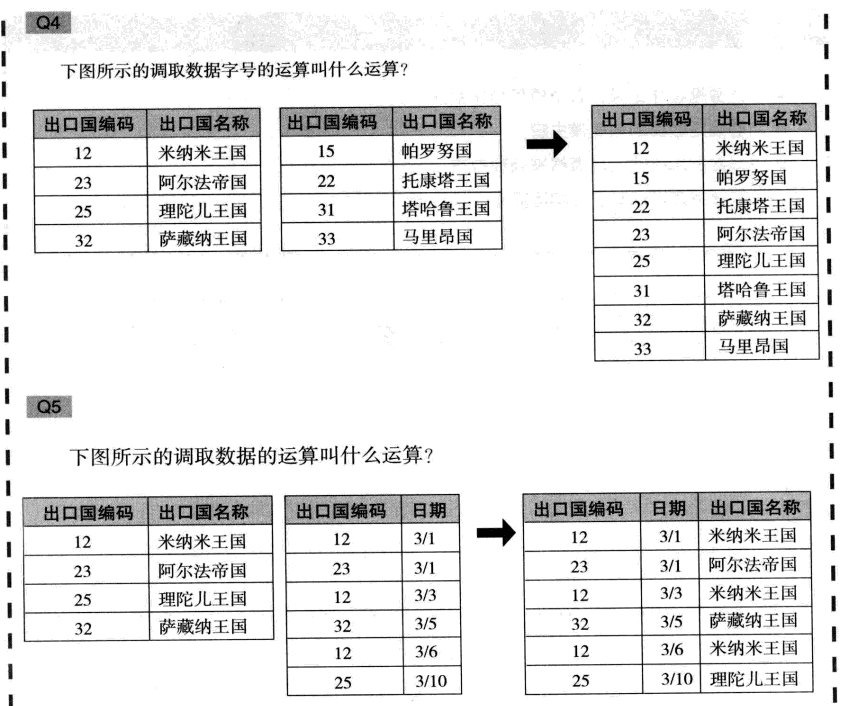 Q4
下图所示的调取数据字号的运算叫什么运算?
出口国编码 出口国名称
12 米纳米王国
23 阿尔法帝国
25 理陀儿王国
32 萨藏纳王国
出口国编码 出口国名称
15 帕罗努国
22 托康塔王国
31 塔哈鲁王国
33 马里昂国
出口国编码 出口国名称
12 米纳米王国
15 帕罗努国
22 托康塔王国
23 阿尔法帝国
25 理陀儿王国
31 塔哈鲁王国
32 萨藏纳王国
33 马里昂国
Q5
下图所示的调取数据的运算叫什么运算?
出口国编码 出口国名称
12 米纳米王国
23 阿尔法帝国
25 理陀儿王国
32 萨藏纳王国
出口国编码 日期
12 3/1
23 3/1
12 3/3
32 3/5
12 3/6
25 3/10
出口国编码 日期 出口国名称
12 3/1 米纳米王国
23 3/1 阿尔法帝国
12 3/3 米纳米王国
32 3/5 萨藏纳王国
12 3/6 米纳米王国
25 3/10 理陀儿王国